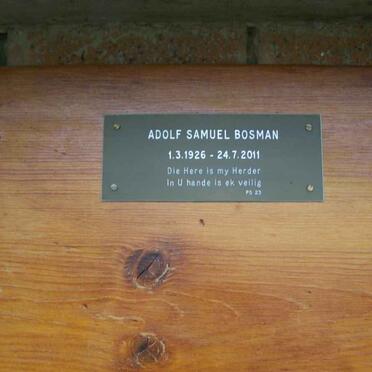 ADOLF SAMUEL BOSMAN
1.3.1926 - 24.7.2011
Die Here is my Herder
In U hande is ek veilig
PS 23